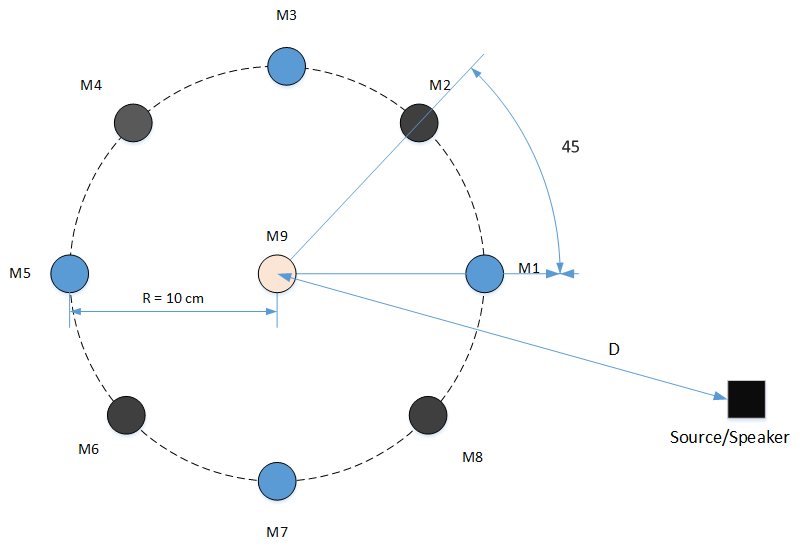 M3
M4
M2
45
M9
M5
M1
R = 10 cm
D
Source/Speaker
M6
M8
M7